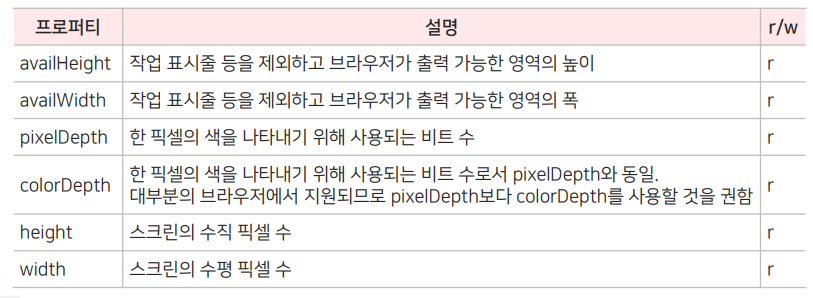 프로퍼티 설명 r/w
availHeight 작업 표시줄 등을 제외하고 브라우저가 출력 가능한 영역의 높이 r
availWidth 작업 표시줄 등을 제외하고 브라우저가 출력 가능한 영역의 폭 r
pixelDepth 한 픽셀의 색을 나타내기 위해 사용되는 비트 수 r
colorDepth 한 픽셀의 색을 나타내기 위해 사용되는 비트 수로서 pixelDepth와 동일. r
대부분의 브라우저에서 지원되므로 pixelDepth보다 colorDepth를 사용할 것을 권함
height 스크린의 수직 픽셀 수 r
width 스크린의 수평 픽셀 수 r